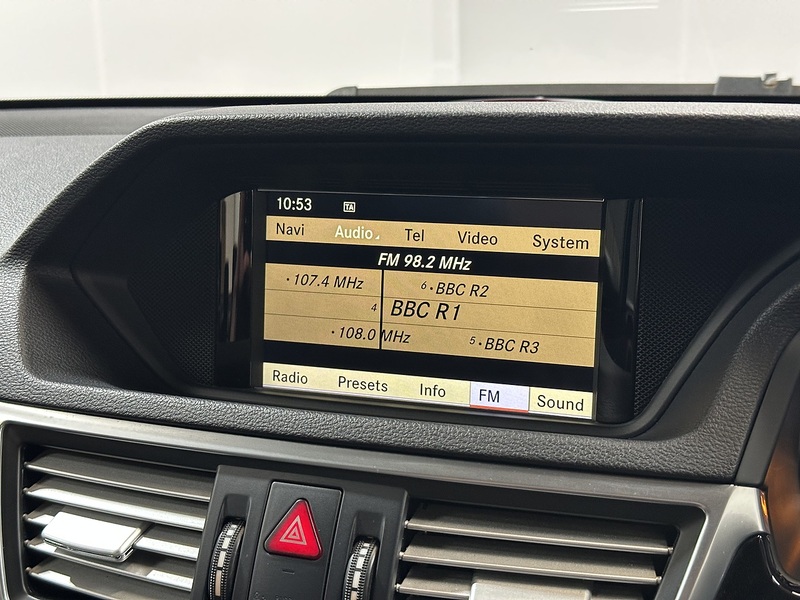 10:53 TA
Navi Audio Tel Video System
FM 98.2 MHz
107.4 MHz 6 • BBC R2
4 BBC R1
108.0 MHz 5 • BBC R3
Radio Presets Info FM Sound